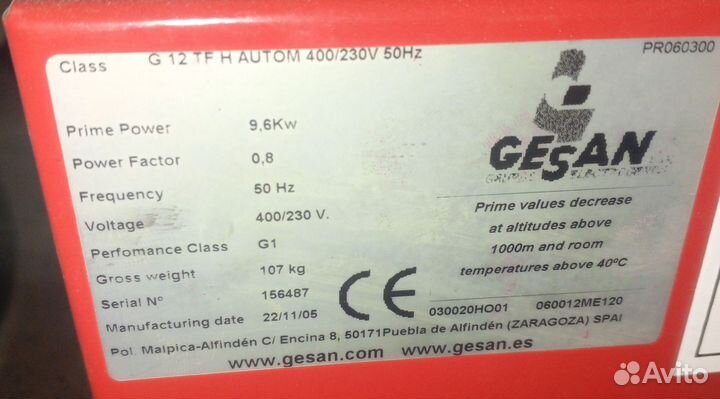 Class G 12 TF H AUTOM 400/230V 50Hz PR060300
Prime Power 9,6Kw
Power Factor 0,8
Frequency 50 Hz
Voltage 400/230 V.
Perfomance Class G1
Gross weight 107 kg
Serial Nº 156487
Manufacturing date 22/11/05
CE
GESAN
Prime values decrease
at altitudes above
1000m and room
temperatures above 40ºC
030020HO01 060012ME120
Pol. Malpica-Alfindén C/ Encina 8, 50171Puebla de Alfindén (ZARAGOZA) SPAI
www.gesan.com www.gesan.es
Avito